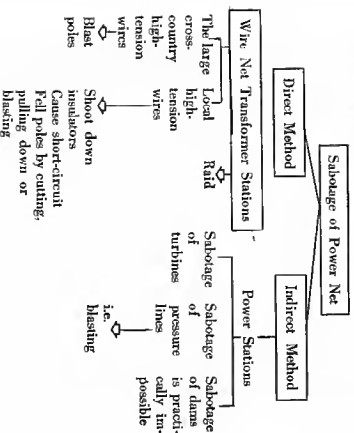 Sabotage of Power Net
Direct Method
Indirect Method
Wire Net Transformer Stations
Power Stations
The large
cross-
country
high-
tension
wires
Blast
poles
Local
high-
tension
wires
Shoot down
insulators
Cause short-circuit
Fell poles by cutting,
pulling down or
blasting
Raid
Sabotage
of
turbines
Sabotage
of
pressure
lines
i.e.
blasting
Sabotage
of dams
is practi-
cally im-
possible